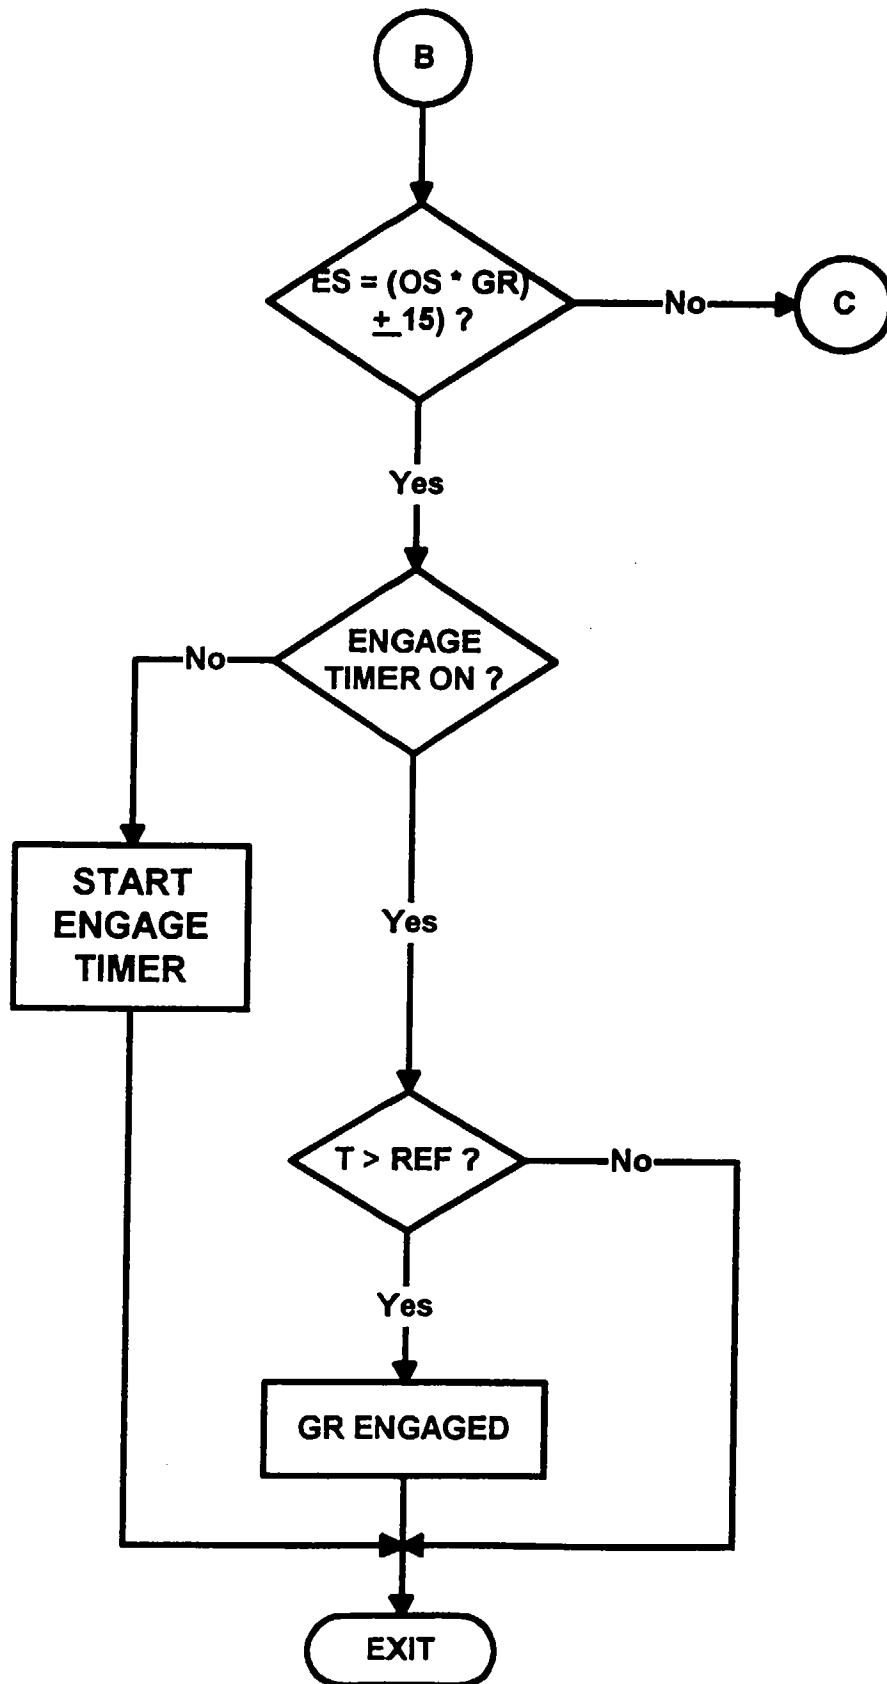 B
ES = (OS * GR)
± 15) ?
No
C
Yes
ENGAGE
TIMER ON ?
No
START
ENGAGE
TIMER
Yes
T > REF ?
No
Yes
GR ENGAGED
EXIT